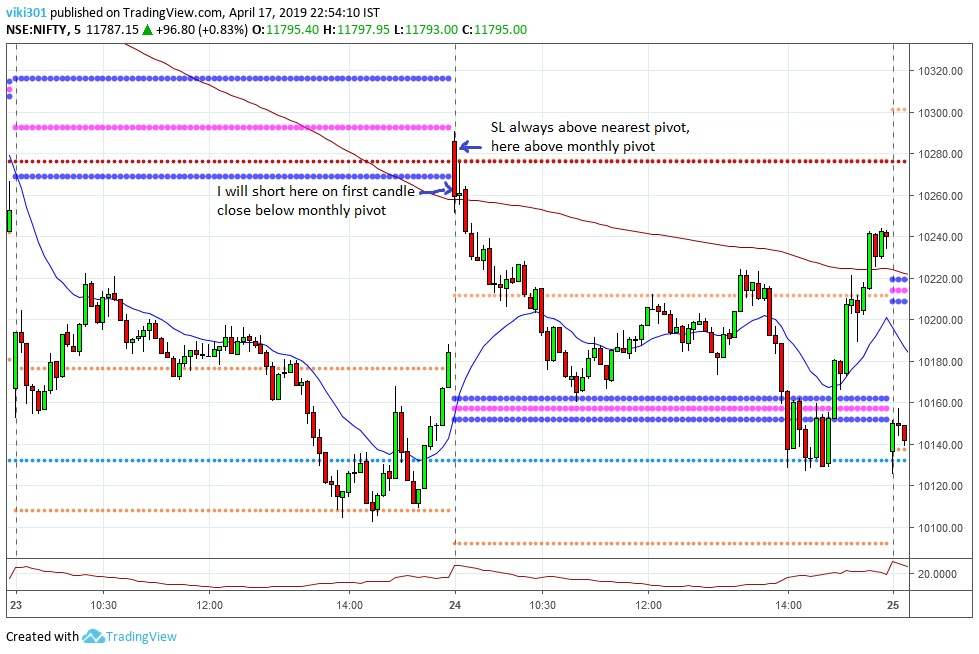 viki301 published on TradingView.com, April 17, 2019 22:54:10 IST
NSE:NIFTY, 5 11787.15 ▲ +96.80 (+0.83%) O:11795.40 H:11797.95 L:11793.00 C:11795.00
10320.00
10300.00
SL always above nearest pivot,
here above monthly pivot
10280.00
I will short here on first candle
close below monthly pivot
10260.00
10240.00
10220.00
10200.00
10180.00
10160.00
10140.00
10120.00
10100.00
20.0000
23 10:30 12:00 14:00 24 10:30 12:00 14:00 25
Created with TradingView